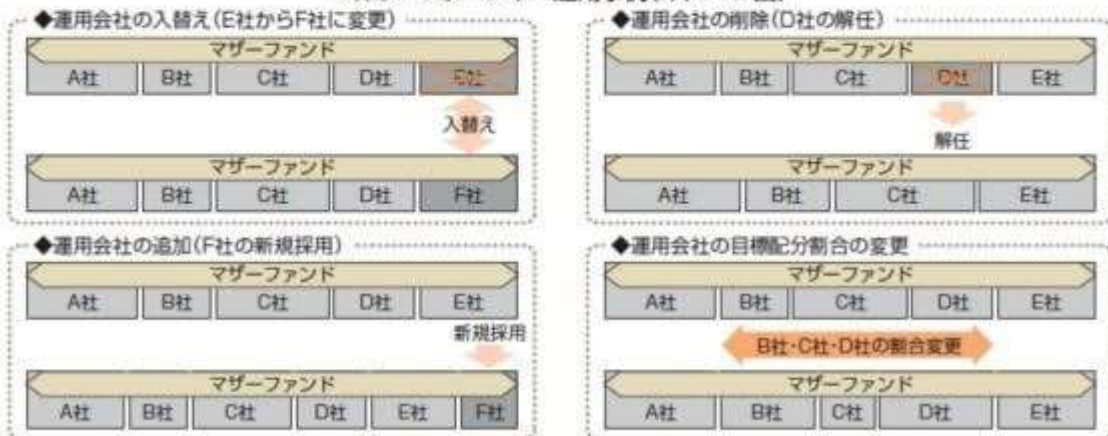 ◆運用会社の入替え(E社からF社に変更)
マザーファンド
A社 B社 C社 D社 E社
入替え
マザーファンド
A社 B社 C社 D社 F社
◆運用会社の削除(D社の解任)
マザーファンド
A社 B社 C社 D社 E社
解任
マザーファンド
A社 B社 C社 E社
◆運用会社の追加(F社の新規採用)
マザーファンド
A社 B社 C社 D社 E社
新規採用
マザーファンド
A社 B社 C社 D社 E社 F社
◆運用会社の目標配分割合の変更
マザーファンド
A社 B社 C社 D社 E社
B社・C社・D社の割合変更
マザーファンド
A社 B社 C社 D社 E社